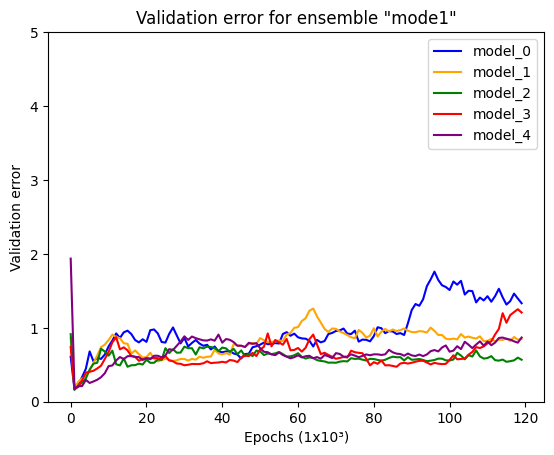 Validation error for ensemble "mode1"
model_0
model_1
model_2
model_3
model_4
Validation error
5
4
3
2
1
0
0 20 40 60 80 100 120
Epochs (1x10³)